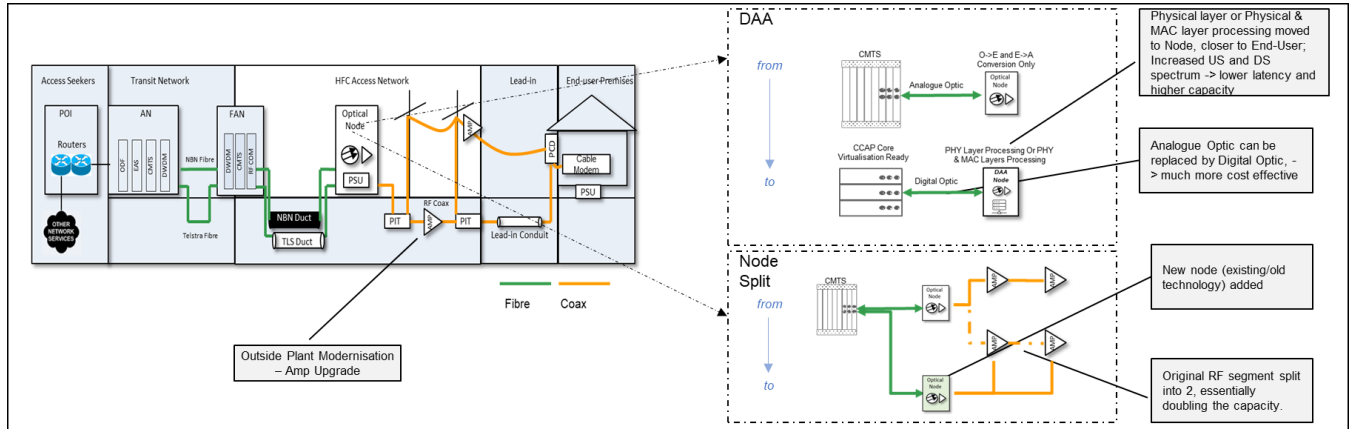 Access Seekers
Transit Network
HFC Access Network
Lead-in
End-user Premises
POI
Routers
OTHER
NETWORK
SERVICES
AN
ODF
EAS
CMTS
DWDM
NBN Fibre
Telstra Fibre
FAN
DWDM
CMTS
RF COM
NBN Duct
TLS Duct
Optical
Node
PSU
PIT
RF Coax
AMP
PIT
AMP
Lead-in Conduit
PCD
Cable
Modem
PSU
Fibre
Coax
Outside Plant Modernisation
– Amp Upgrade
DAA
from
to
CMTS
Analogue Optic
O->E and E->A
Conversion Only
Optical
Node
CCAP Core
Virtualisation Ready
Digital Optic
PHY Layer Processing Or PHY
& MAC Layers Processing
DAA
Node
Physical layer or Physical &
MAC layer processing moved
to Node, closer to End-User;
Increased US and DS
spectrum -> lower latency and
higher capacity
Analogue Optic can be
replaced by Digital Optic, -
> much more cost effective
Node
Split
from
to
CMTS
Optical
Node
AMP
AMP
AMP
AMP
Optical
Node
New node (existing/old
technology) added
Original RF segment split
into 2, essentially
doubling the capacity.